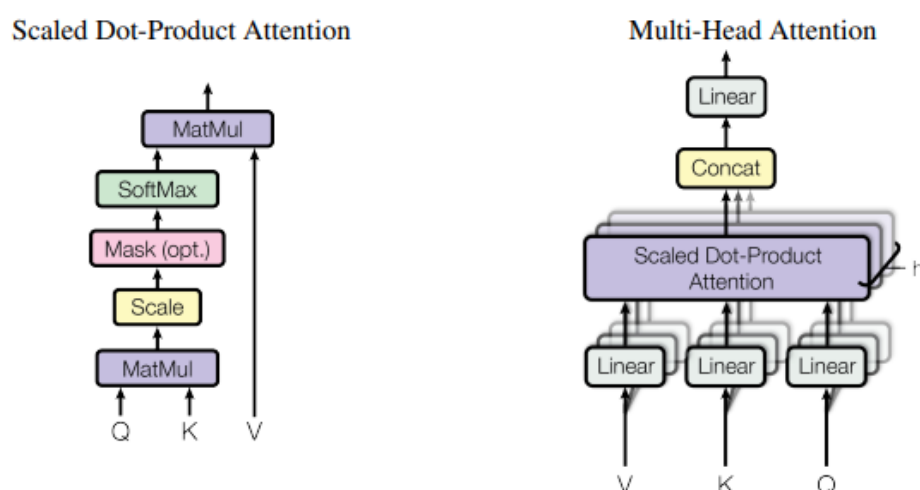 Scaled Dot-Product Attention
MatMul
SoftMax
Mask (opt.)
Scale
MatMul
Q K V
Multi-Head Attention
Linear
Concat
Scaled Dot-Product
Attention
h
Linear Linear Linear
V K Q